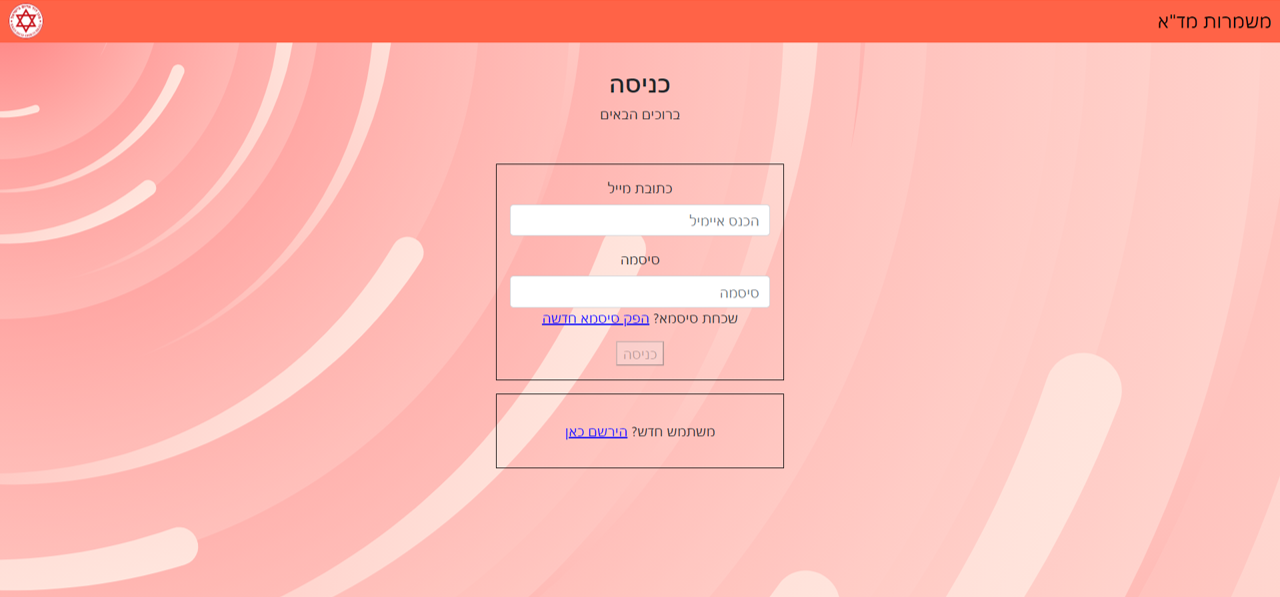 משמרות מד"א
כניסה
ברוכים הבאים
כתובת מייל
הכנס איימיל
סיסמה
סיסמה
שכחת סיסמא? הפק סיסמא חדשה
כניסה
משתמש חדש? הירשם כאן